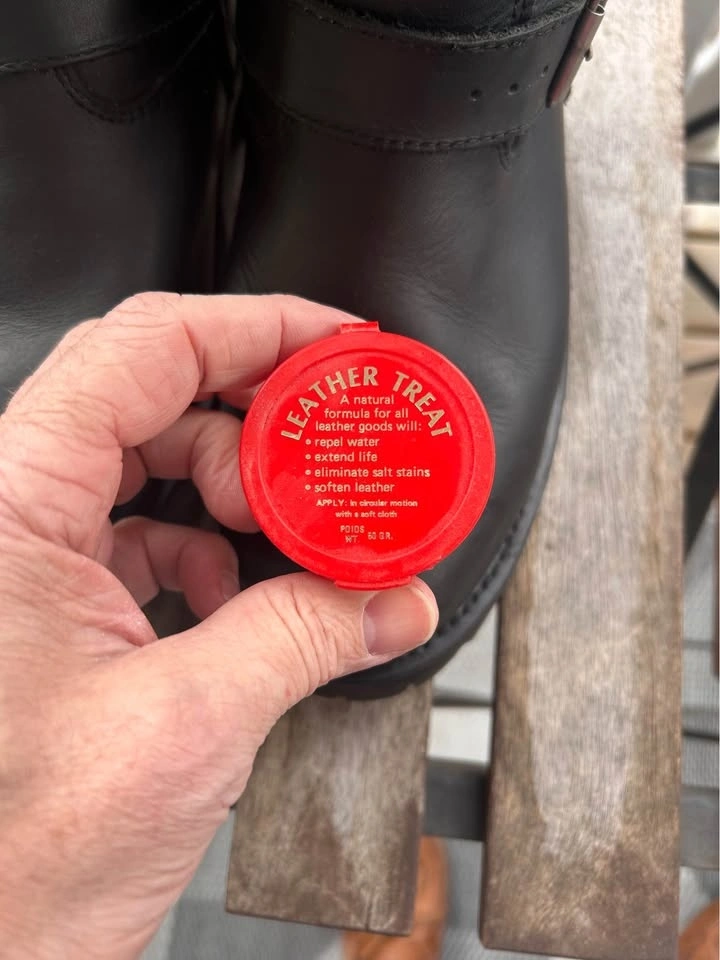 LEATHER TREAT
A natural
formula for all
leather goods will:
• repel water
• extend life
• eliminate salt stains
• soften leather
APPLY: in circular motion
with a soft cloth
POIDS
WT. 50 GR.